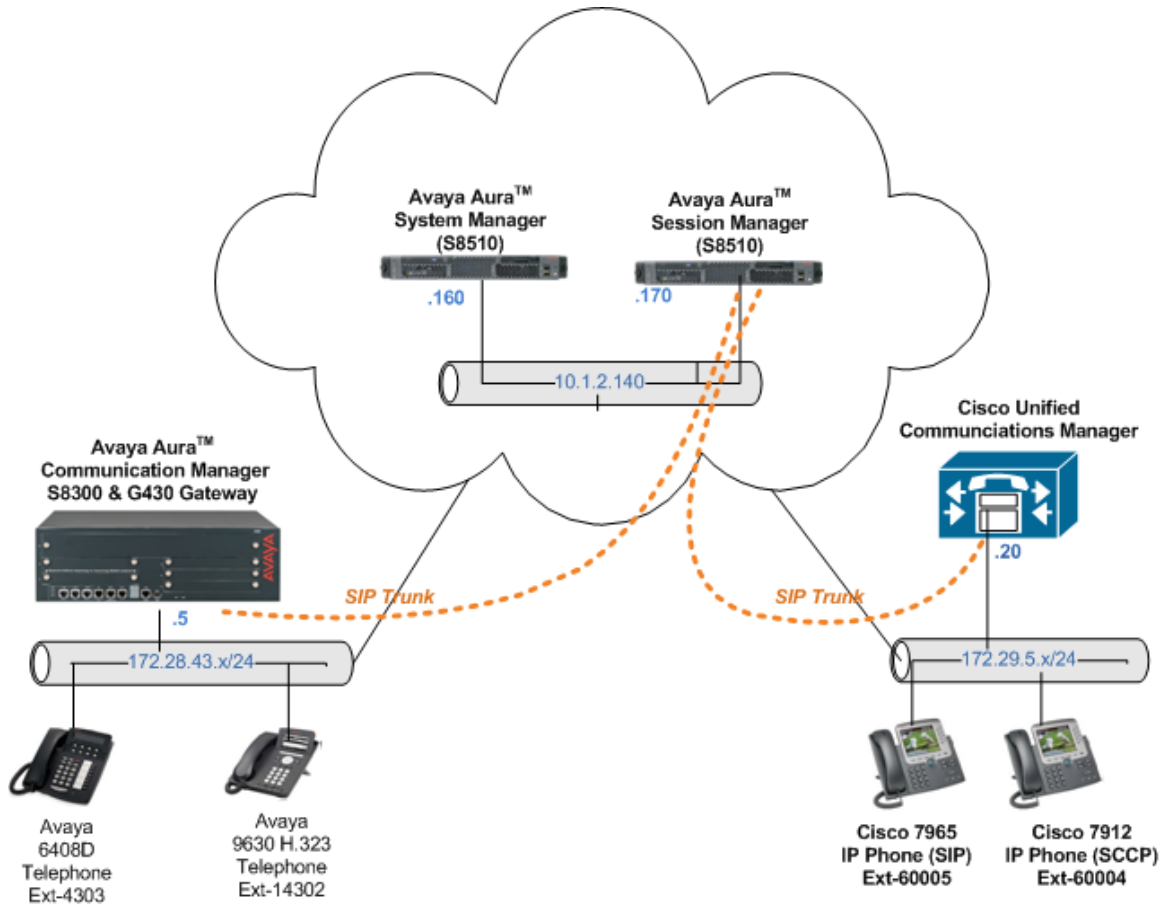 Avaya Aura™
System Manager
(S8510)
.160
Avaya Aura™
Session Manager
(S8510)
.170
10.1.2.140
Avaya Aura™
Communication Manager
S8300 & G430 Gateway
AVAYA
.5
SIP Trunk
172.28.43.x/24
Cisco Unified
Communciations Manager
.20
SIP Trunk
172.29.5.x/24
Avaya
6408D
Telephone
Ext-4303
Avaya
9630 H.323
Telephone
Ext-14302
Cisco 7965
IP Phone (SIP)
Ext-60005
Cisco 7912
IP Phone (SCCP)
Ext-60004